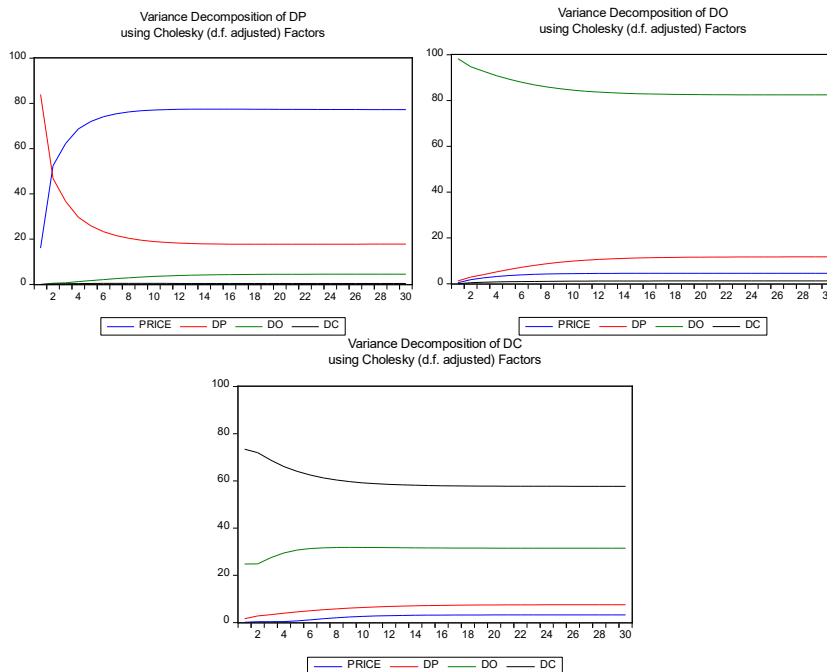 Variance Decomposition of DP
using Cholesky (d.f. adjusted) Factors
100
80
60
40
20
0
2 4 6 8 10 12 14 16 18 20 22 24 26 28 30
PRICE DP DO DC
Variance Decomposition of DO
using Cholesky (d.f. adjusted) Factors
100
80
60
40
20
0
2 4 6 8 10 12 14 16 18 20 22 24 26 28 3
PRICE DP DO DC
Variance Decomposition of DC
using Cholesky (d.f. adjusted) Factors
100
80
60
40
20
0
2 4 6 8 10 12 14 16 18 20 22 24 26 28 30
PRICE DP DO DC